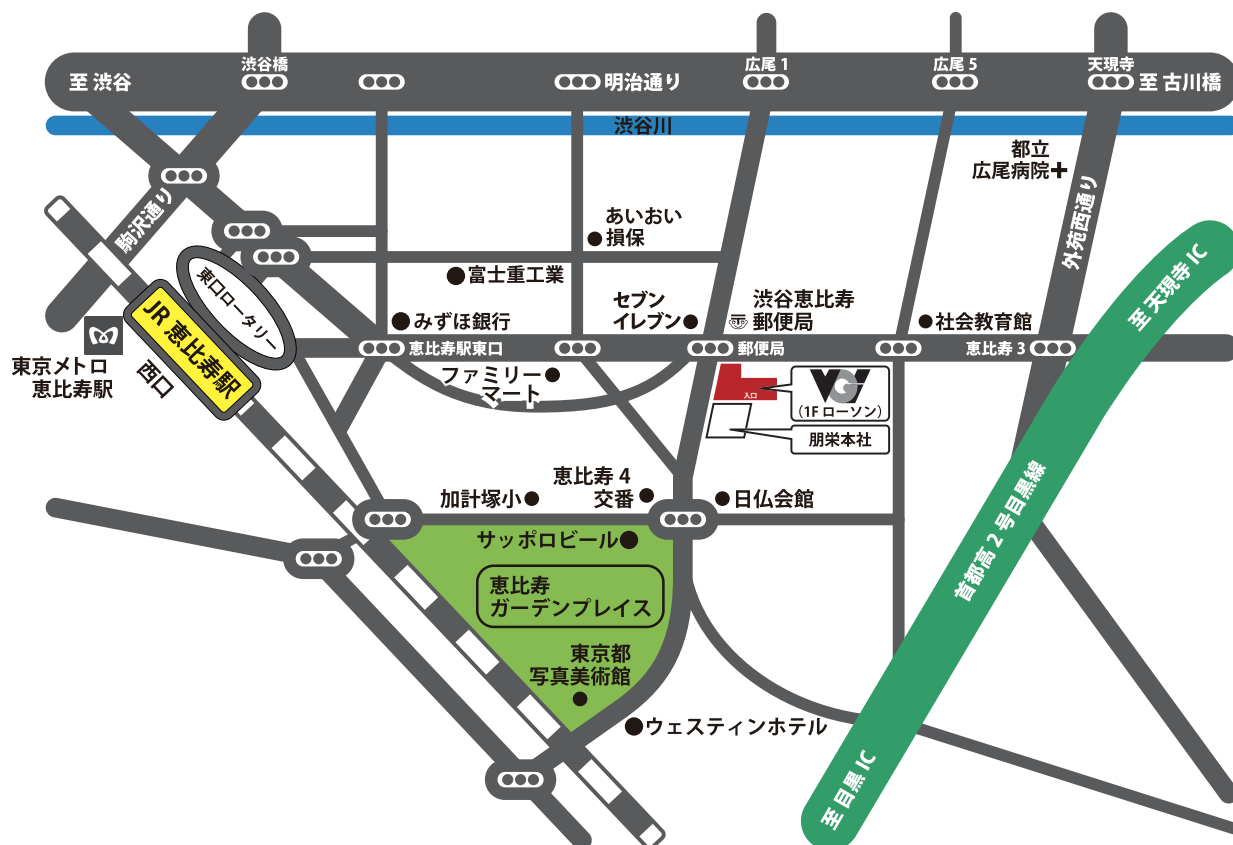 渋谷橋
広尾 1
広尾 5
天現寺
至 渋谷
明治通り
至 古川橋
渋谷川
都立
広尾病院
駒沢通り
外苑西通り
あいおい
損保
東口ロータリー
富士重工業
至 天現寺 IC
セブン
イレブン
渋谷恵比寿
郵便局
みずほ銀行
社会教育館
JR 恵比寿駅
恵比寿駅東口
郵便局
恵比寿 3
東京メトロ
恵比寿駅
西口
ファミリー
マート
入口
VGI
（1F ローソン）
朋栄本社
恵比寿 4
交番
加計塚小
日仏会館
サッポロビール
首都高 2 号目黒線
恵比寿
ガーデンプレイス
東京都
写真美術館
ウェスティンホテル
至 目黒 IC